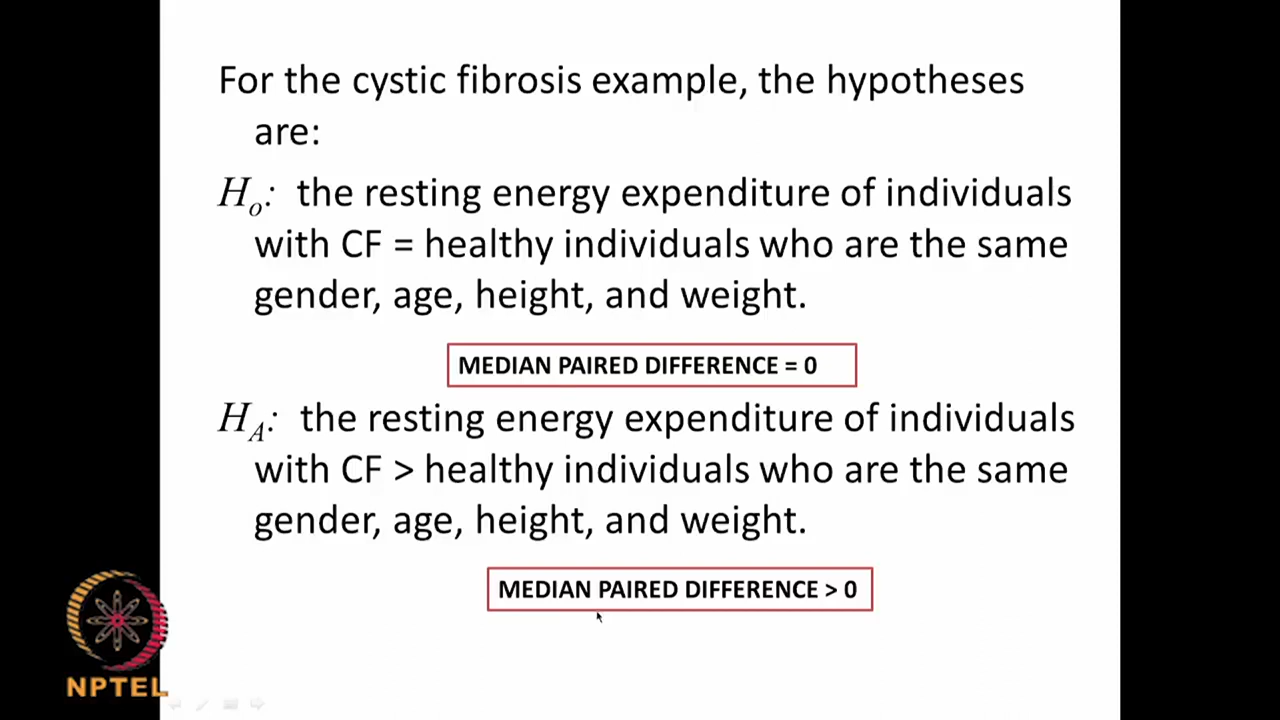 For the cystic fibrosis example, the hypotheses
are:
Ho: the resting energy expenditure of individuals
with CF = healthy individuals who are the same
gender, age, height, and weight.
MEDIAN PAIRED DIFFERENCE = 0
HA: the resting energy expenditure of individuals
with CF > healthy individuals who are the same
gender, age, height, and weight.
MEDIAN PAIRED DIFFERENCE > 0
NPTEL